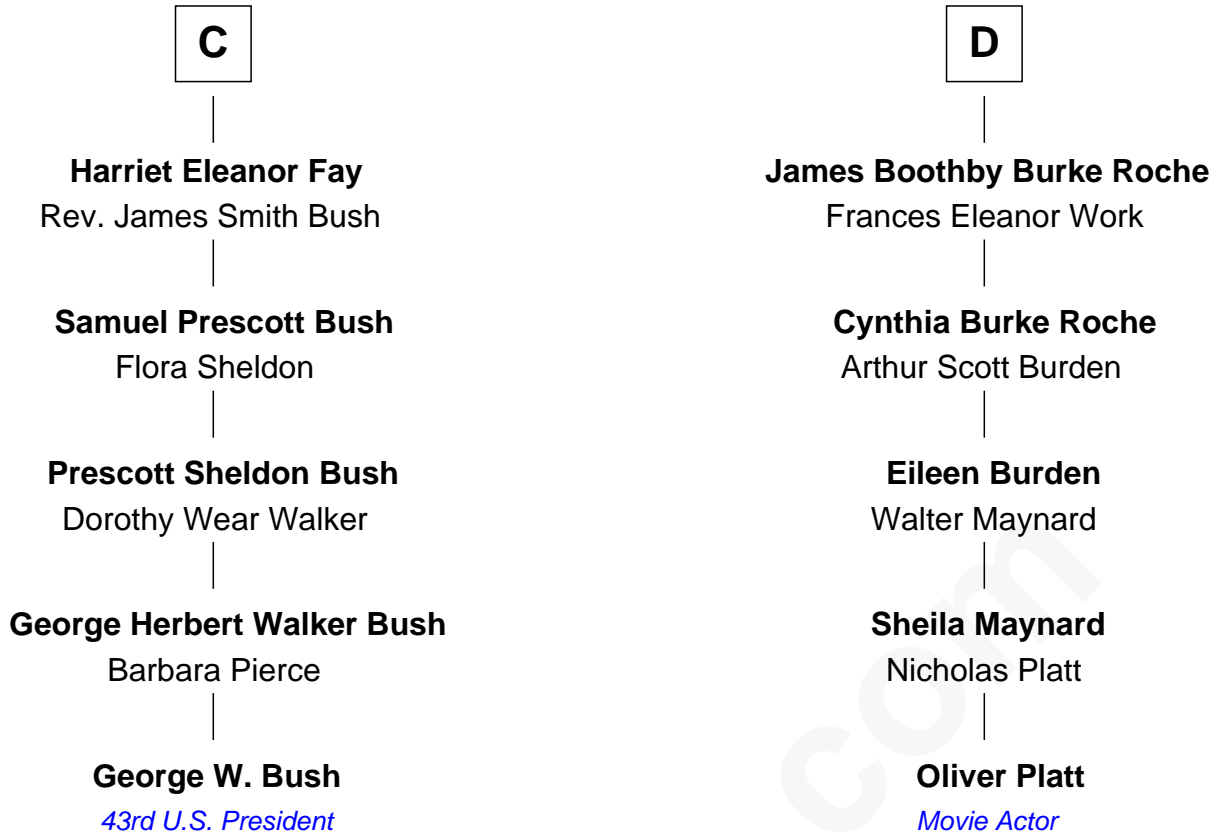 C
Harriet Eleanor Fay
Rev. James Smith Bush
Samuel Prescott Bush
Flora Sheldon
Prescott Sheldon Bush
Dorothy Wear Walker
George Herbert Walker Bush
Barbara Pierce
George W. Bush
43rd U.S. President
D
James Boothby Burke Roche
Frances Eleanor Work
Cynthia Burke Roche
Arthur Scott Burden
Eileen Burden
Walter Maynard
Sheila Maynard
Nicholas Platt
Oliver Platt
Movie Actor
com